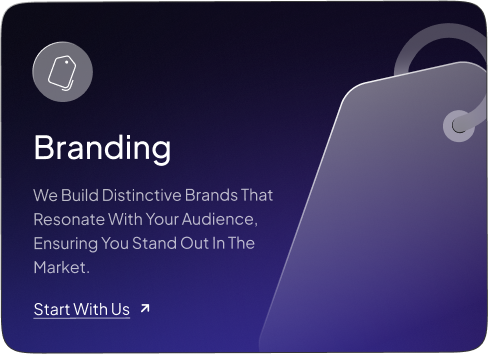 Branding
We Build Distinctive Brands That
Resonate With Your Audience,
Ensuring You Stand Out In The
Market.
Start With Us